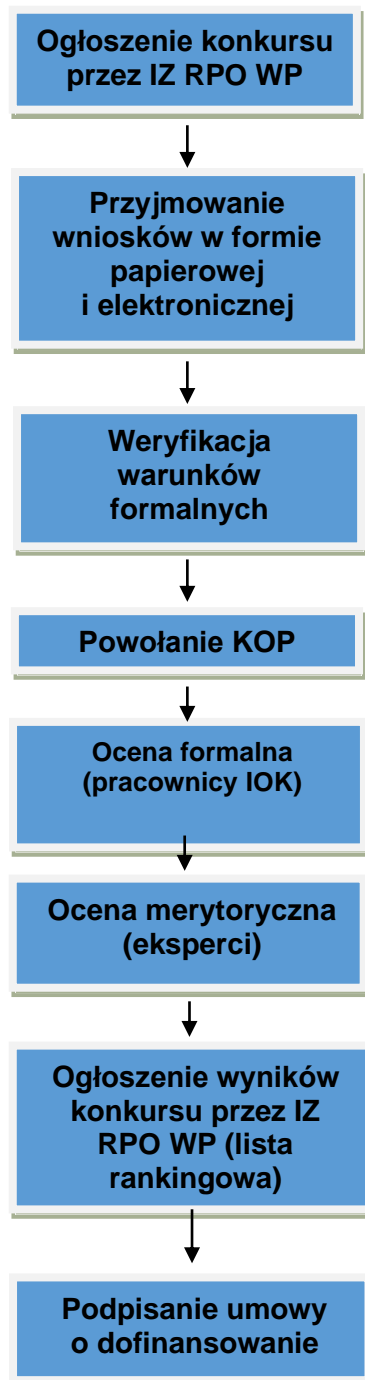 Ogłoszenie konkursu
przez IZ RPO WP
Przyjmowanie
wniosków w formie
papierowej
i elektronicznej
Weryfikacja
warunków
formalnych
Powołanie KOP
Ocena formalna
(pracownicy IOK)
Ocena merytoryczna
(eksperci)
Ogłoszenie wyników
konkursu przez IZ
RPO WP (lista
rankingowa)
Podpisanie umowy
o dofinansowanie